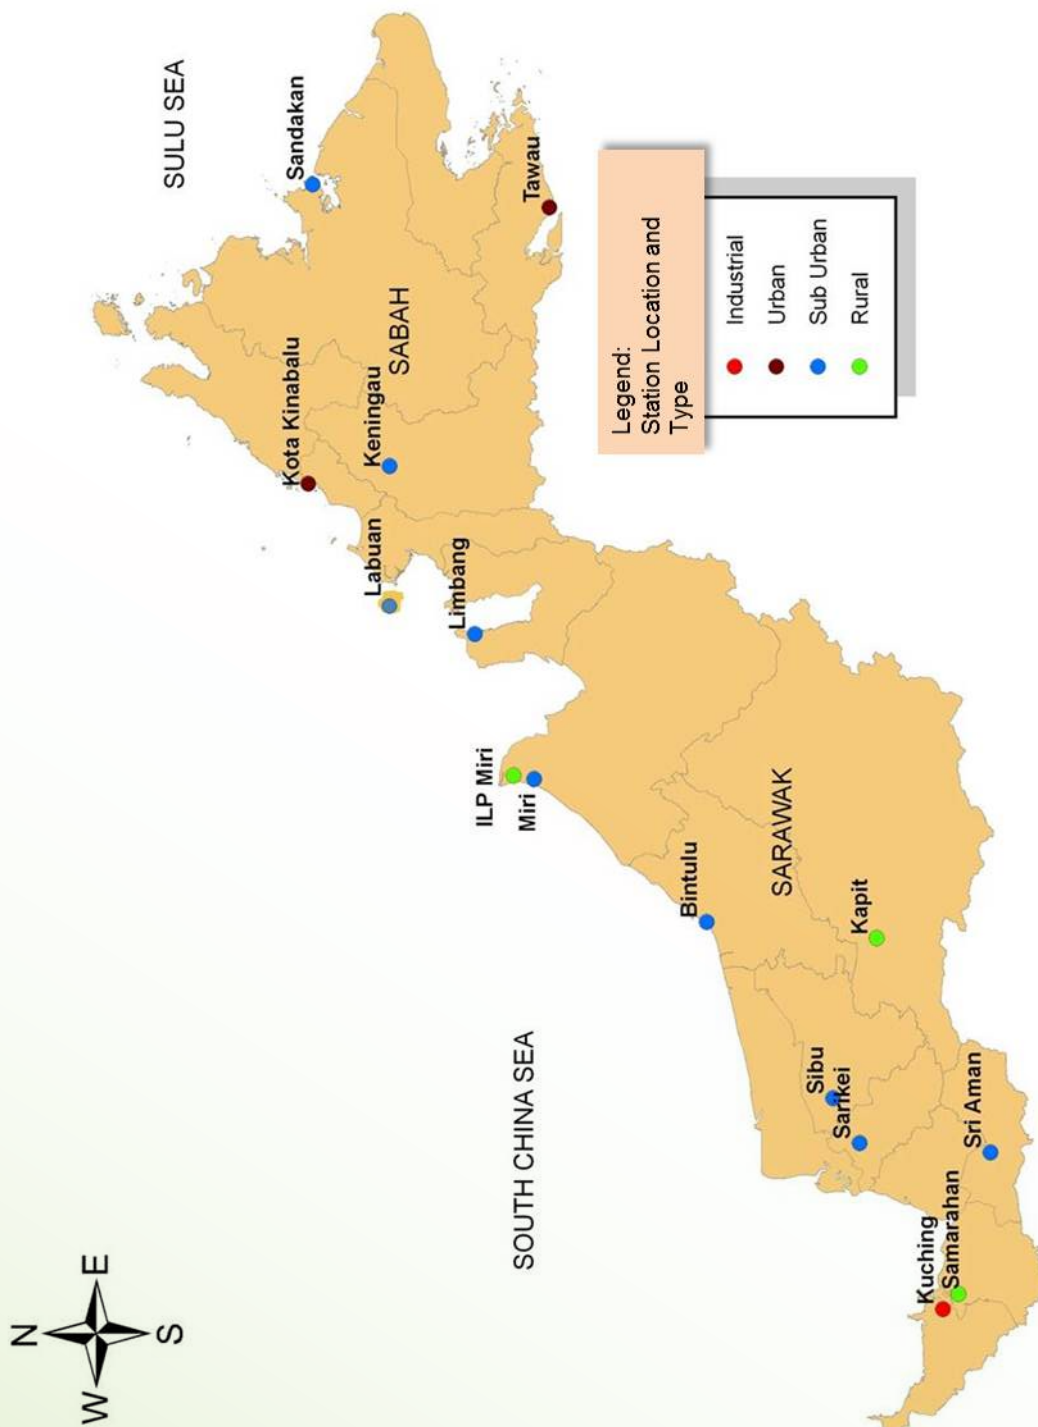 N
W
E
S
SULU SEA
Sandakan
Kota Kinabalu
SABAH
Keningau
Labuan
Tawau
Limbang
ILP Miri
Miri
SOUTH CHINA SEA
Bintulu
SARAWAK
Kapit
Sibu
Sarikei
Sri Aman
Kuching
Samarahan
Legend:
Station Location and
Type
Industrial
Urban
Sub Urban
Rural